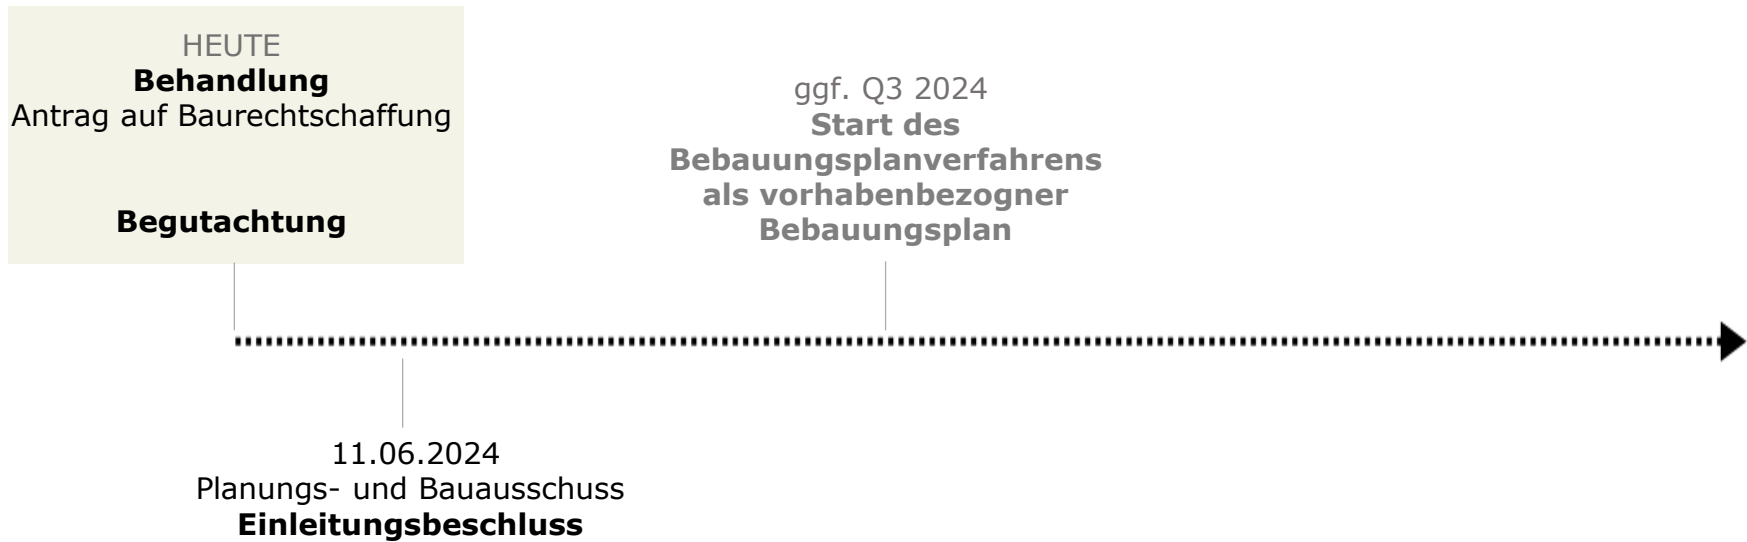 HEUTE
Behandlung
Antrag auf Baurechtschaffung
Begutachtung
ggf. Q3 2024
Start des
Bebauungsplanverfahrens
als vorhabenbezogner
Bebauungsplan
11.06.2024
Planungs- und Bauausschuss
Einleitungsbeschluss